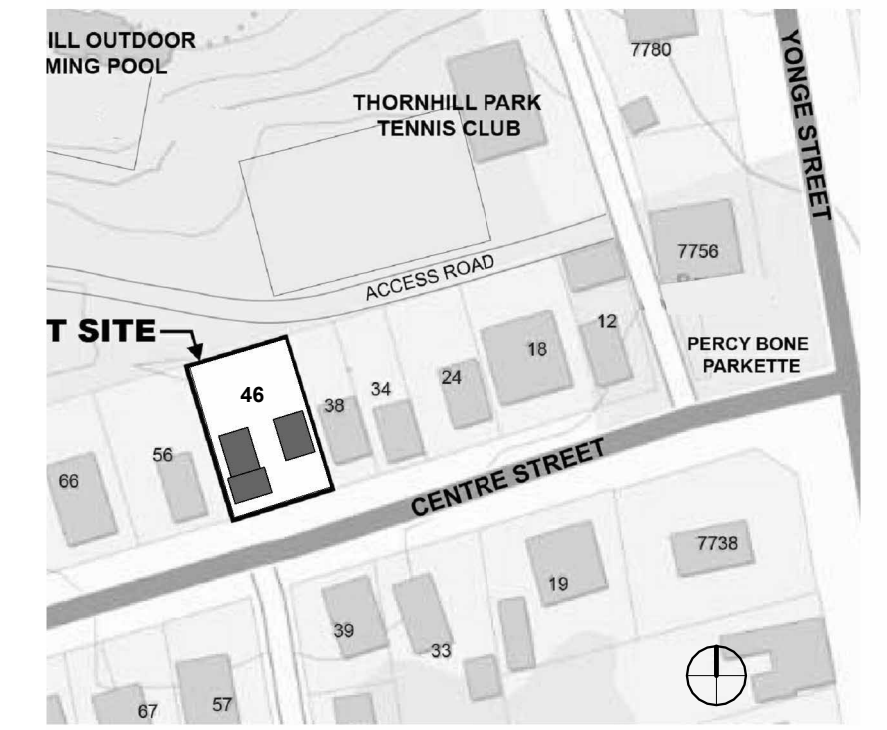 ILL OUTDOOR
MING POOL
THORNHILL PARK
TENNIS CLUB
7780
YONGE STREET
7756
ACCESS ROAD
T SITE
12
18
PERCY BONE
PARKETTE
46
24
34
38
56
66
CENTRE STREET
7738
19
39
33
57
67